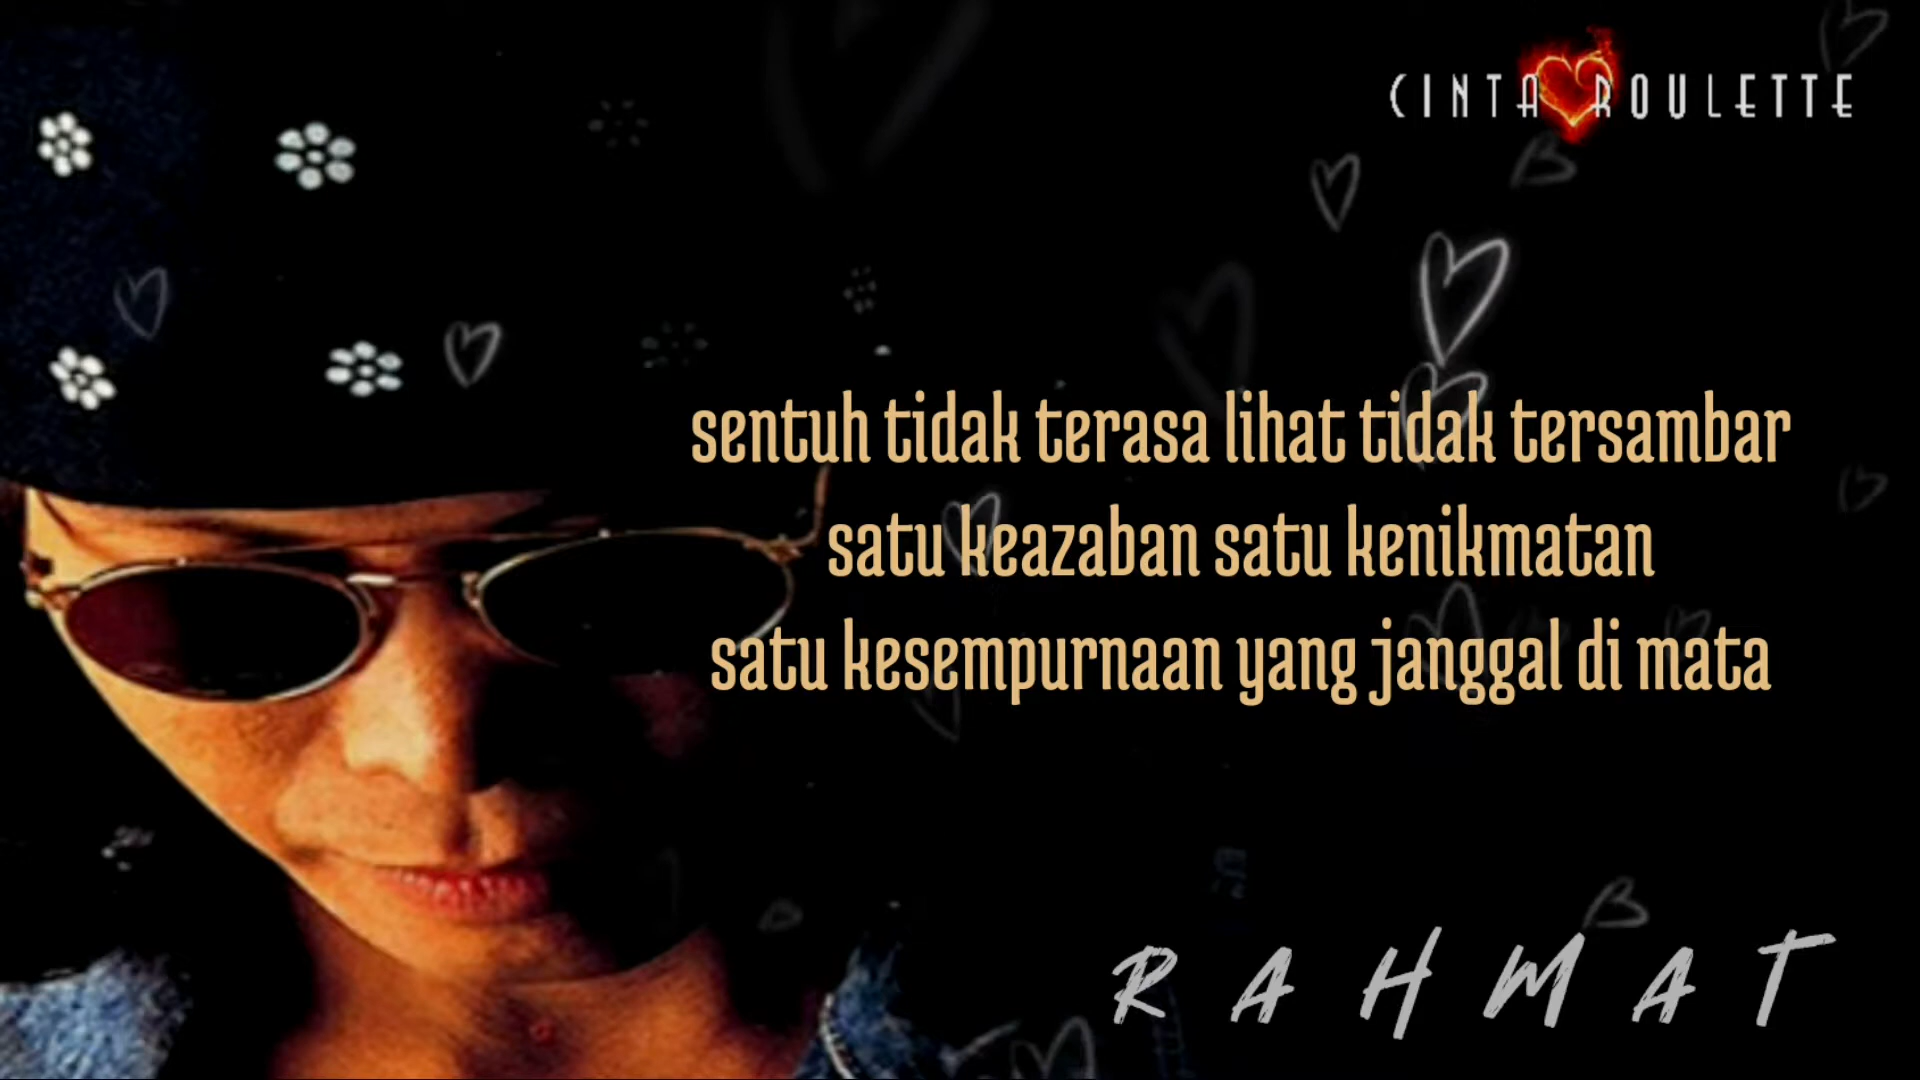 CINTA ROULETTE
sentuh tidak terasa lihat tidak tersambar
satu keazaban satu kenikmatan
satu kesempurnaan yang janggal di mata
RAHMAT